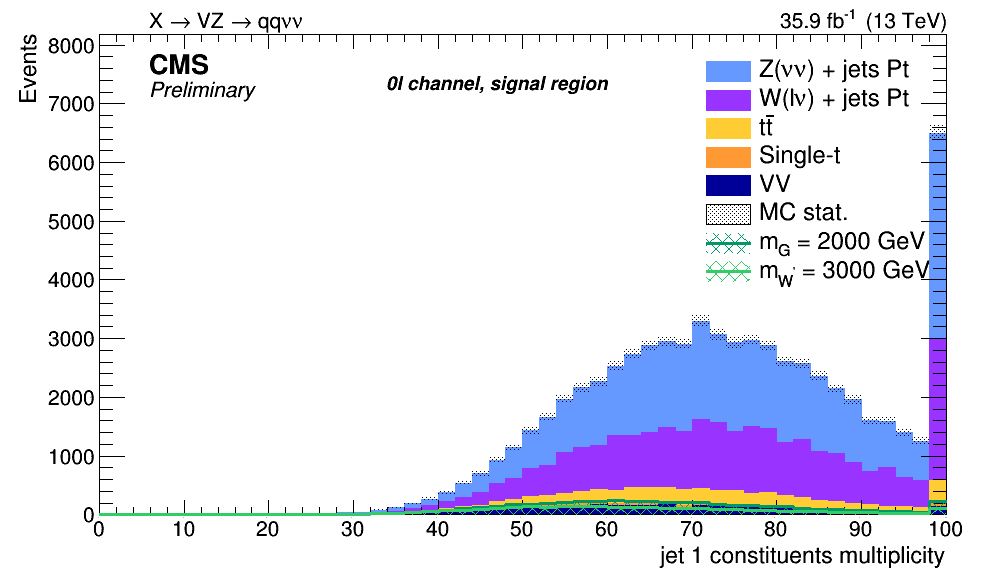 X → VZ → qqνν
35.9 fb⁻¹ (13 TeV)
Events
8000
7000
6000
5000
4000
3000
2000
1000
0
CMS
Preliminary
0l channel, signal region
Z(νν) + jets Pt
W(lν) + jets Pt
tt̄
Single-t
VV
MC stat.
m_G = 2000 GeV
m_W' = 3000 GeV
0 10 20 30 40 50 60 70 80 90 100
jet 1 constituents multiplicity